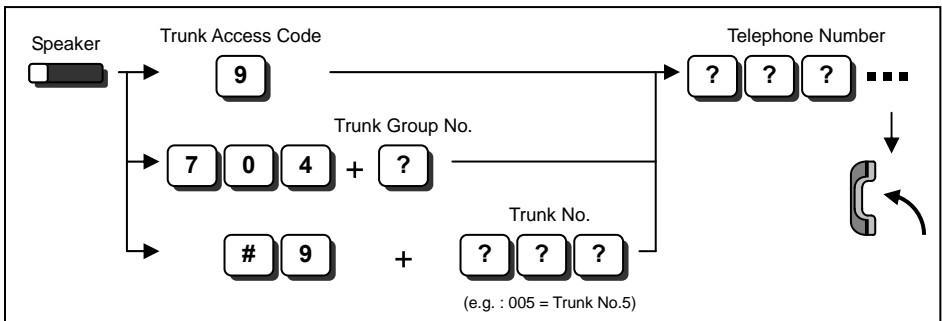 Speaker
Trunk Access Code
Telephone Number
9
? ? ?
Trunk Group No.
7 0 4 + ?
Trunk No.
# 9 + ? ? ?
(e.g. : 005 = Trunk No.5)